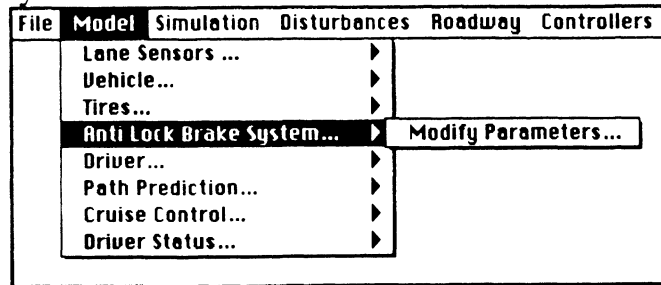 File Model Simulation Disturbances Roadway Controllers
Lane Sensors ...
Vehicle...
Tires...
Anti Lock Brake System... Modify Parameters...
Driver...
Path Prediction...
Cruise Control...
Driver Status...